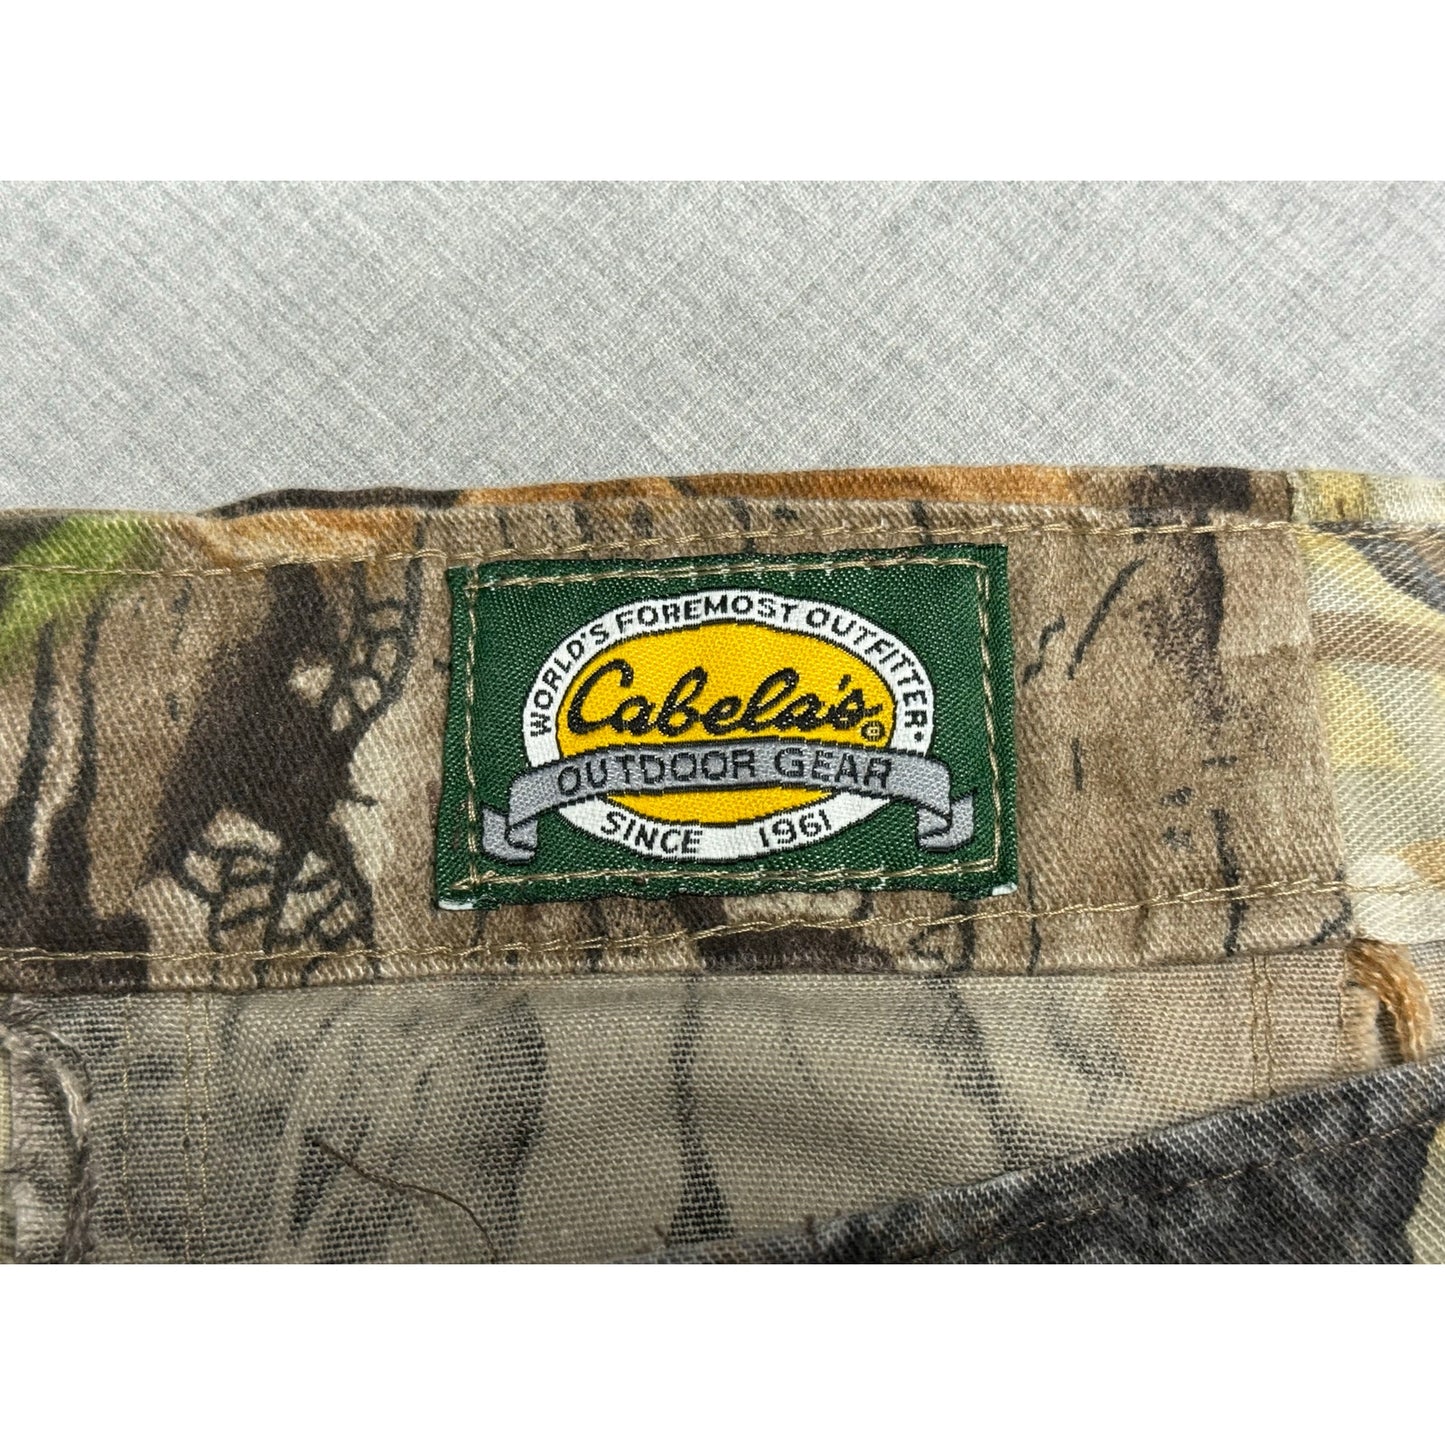 WORLD'S FOREMOST OUTFITTER®
Cabela's®
OUTDOOR GEAR
SINCE 1961